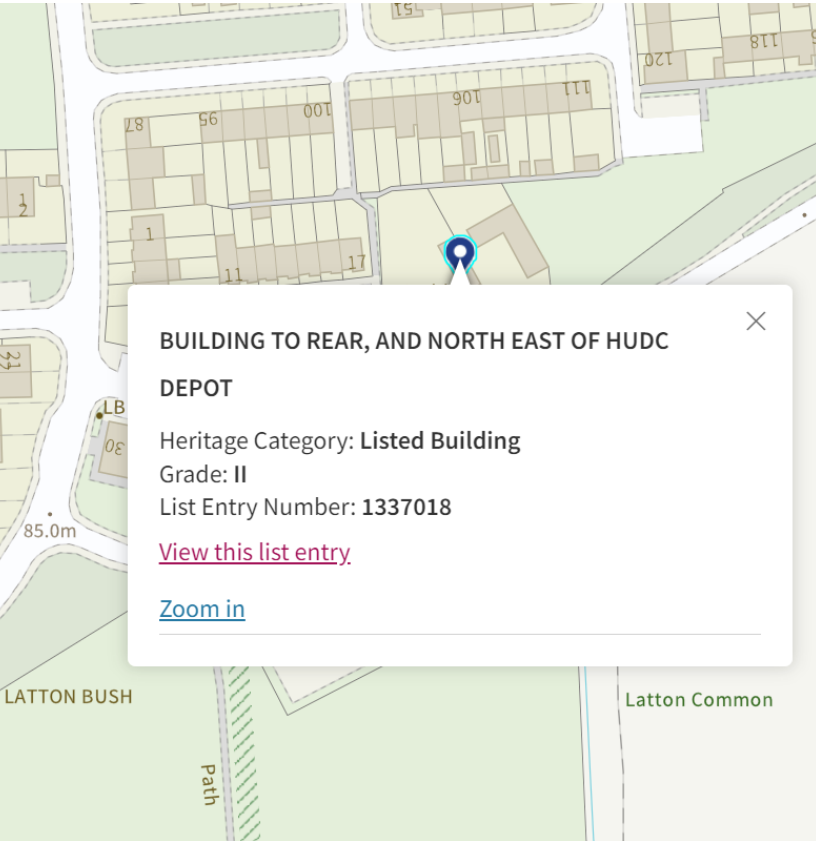 151
118
120
106
111
100
95
87
1
2
1
17
11
BUILDING TO REAR, AND NORTH EAST OF HUDC
DEPOT
Heritage Category: Listed Building
Grade: II
List Entry Number: 1337018
View this list entry
Zoom in
LB
30
85.0m
LATTON BUSH
Latton Common
Path